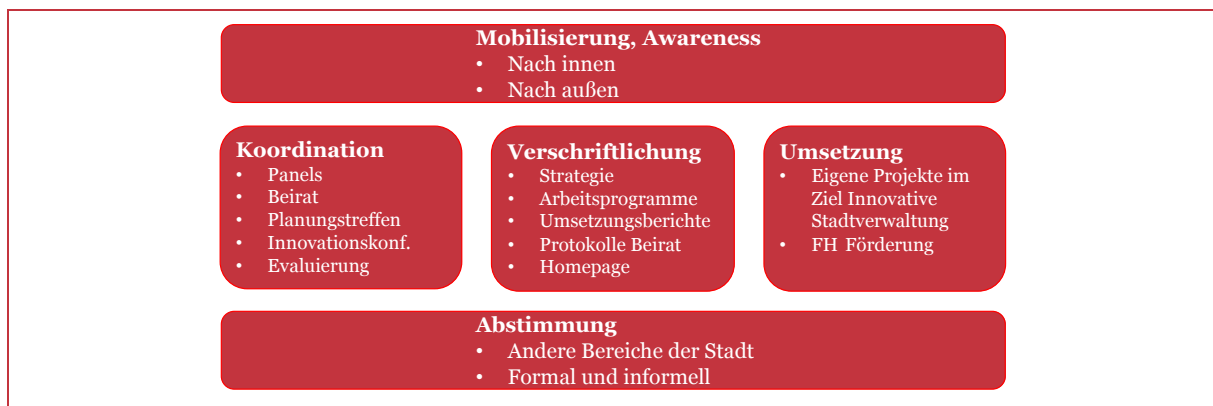 Mobilisierung, Awareness
• Nach innen
• Nach außen
Koordination
• Panels
• Beirat
• Planungstreffen
• Innovationskonf.
• Evaluierung
Verschriftlichung
• Strategie
• Arbeitsprogramme
• Umsetzungsberichte
• Protokolle Beirat
• Homepage
Umsetzung
• Eigene Projekte im
Ziel Innovative
Stadtverwaltung
• FH Förderung
Abstimmung
• Andere Bereiche der Stadt
• Formal und informell